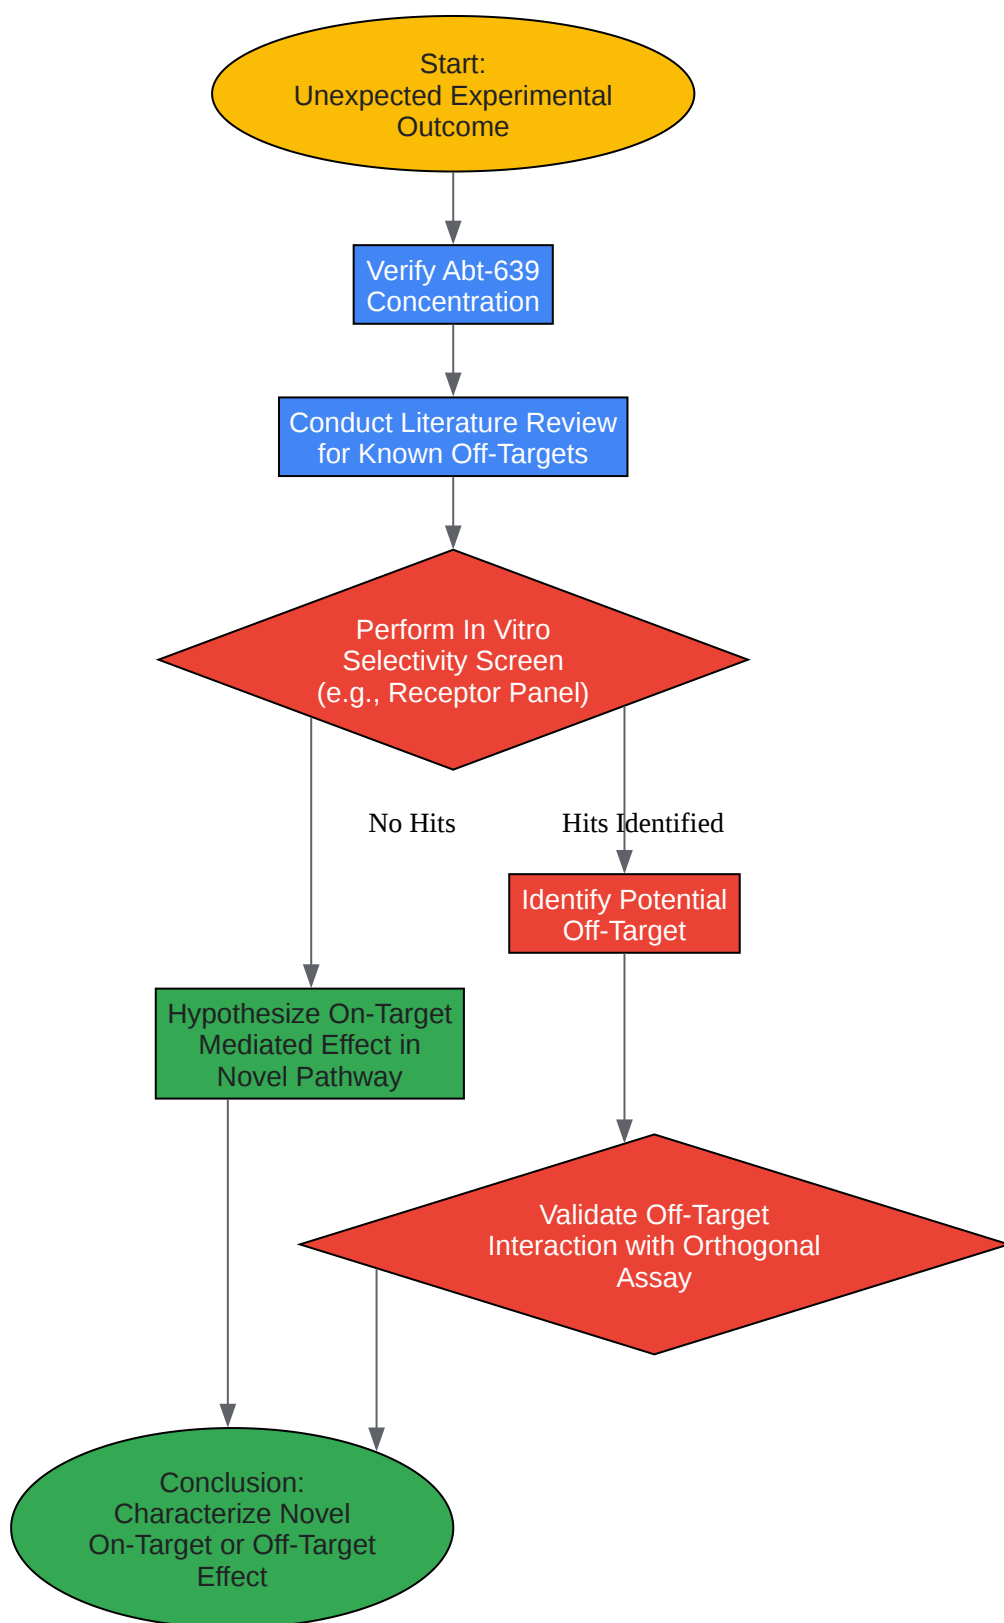 Start:
Unexpected Experimental
Outcome
Verify Abt-639
Concentration
Conduct Literature Review
for Known Off-Targets
Perform In Vitro
Selectivity Screen
(e.g., Receptor Panel)
No Hits
Hits Identified
Identify Potential
Off-Target
Hypothesize On-Target
Mediated Effect in
Novel Pathway
Validate Off-Target
Interaction with Orthogonal
Assay
Conclusion:
Characterize Novel
On-Target or Off-Target
Effect